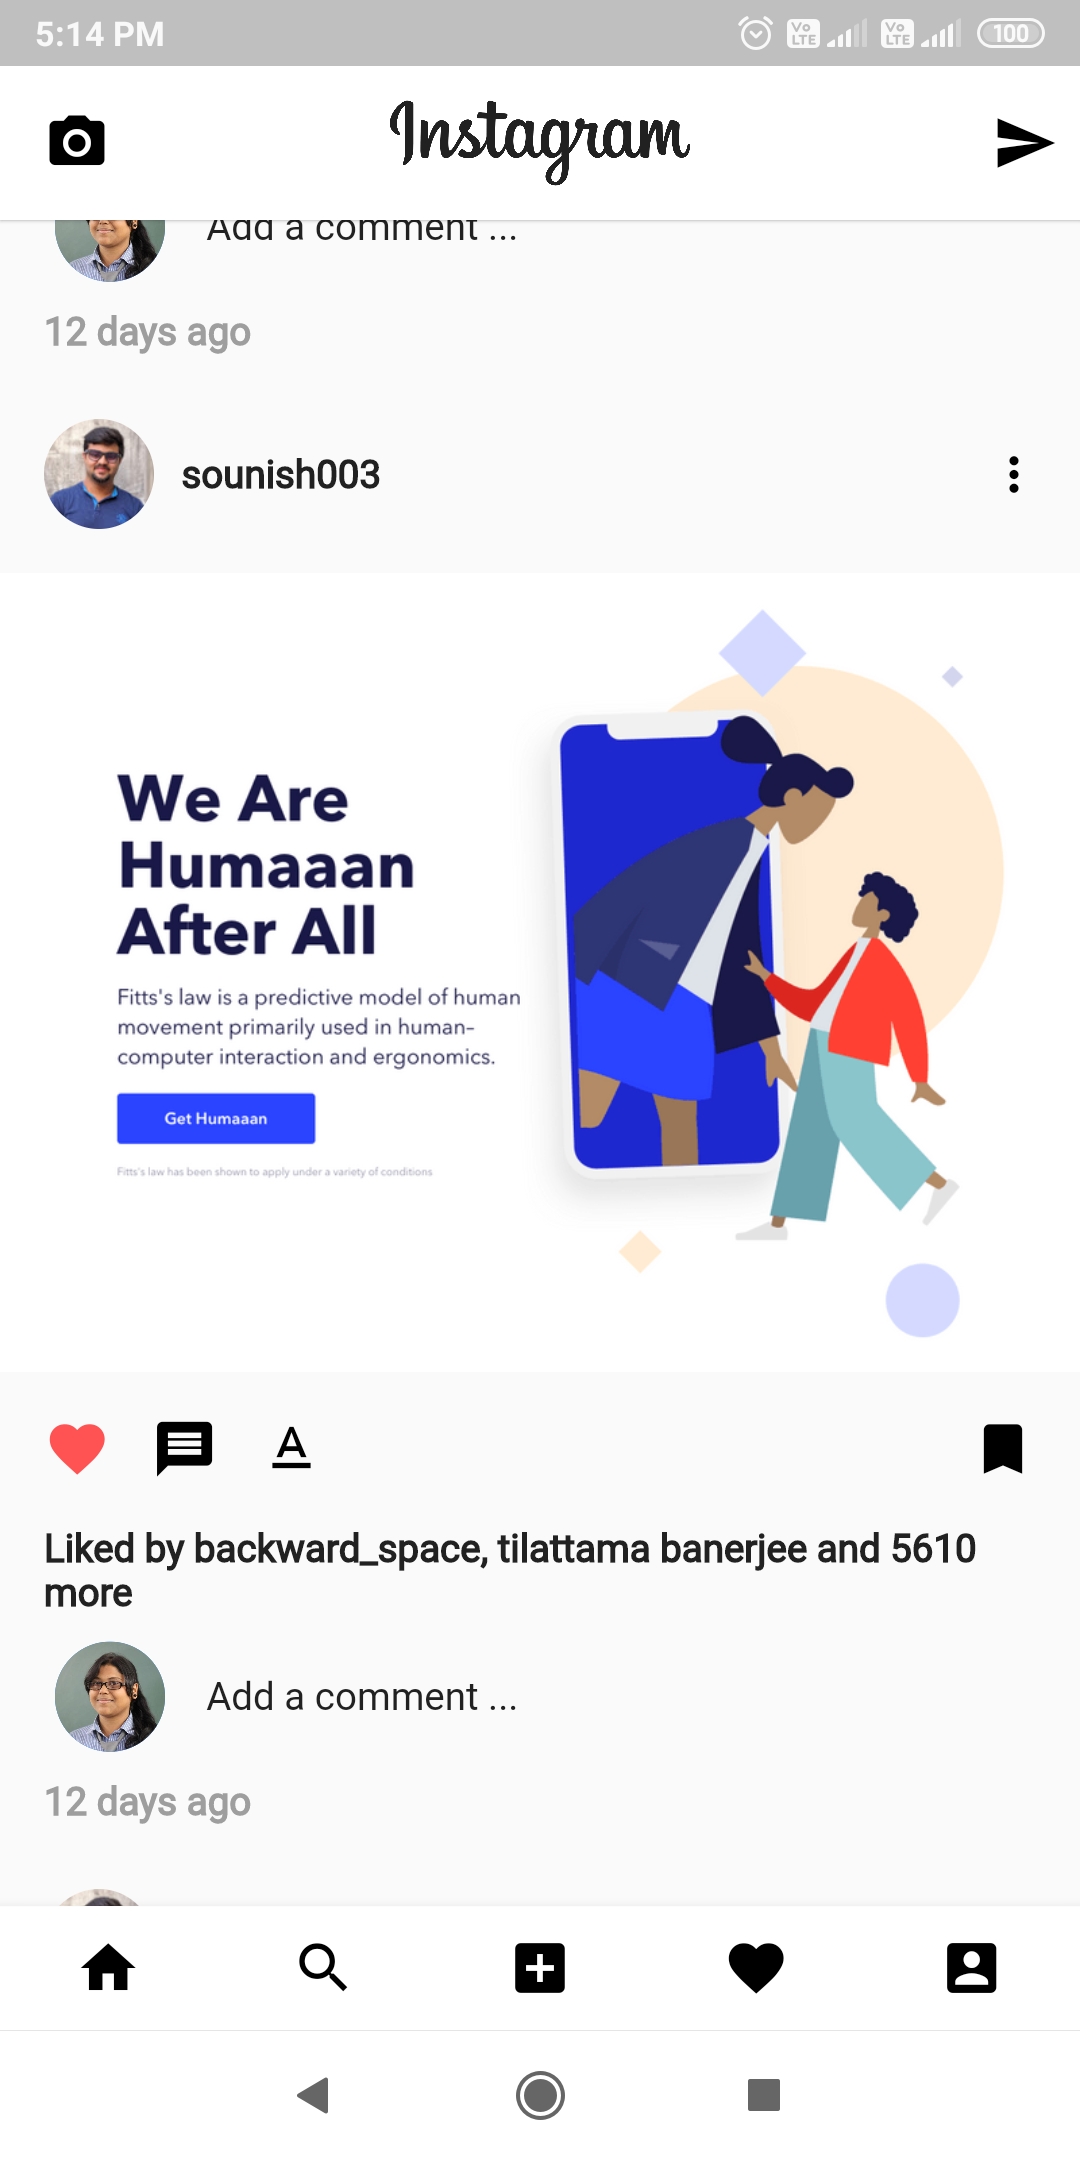 5:14 PM
Vo LTE
Vo LTE
100
Instagram
Add a comment ...
12 days ago
sounish003
We Are
Humaaan
After All
Fitts's law is a predictive model of human
movement primarily used in human-
computer interaction and ergonomics.
Get Humaaan
Fitts's law has been shown to apply under a variety of conditions
A
Liked by backward_space, tilattama banerjee and 5610
more
Add a comment ...
12 days ago